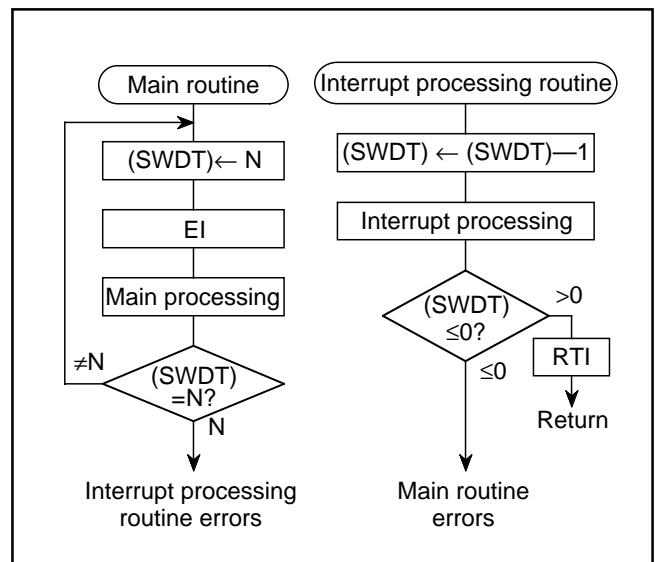 Main routine
(SWDT)← N
EI
Main processing
≠N
(SWDT)
=N?
N
Interrupt processing
routine errors
Interrupt processing routine
(SWDT) ← (SWDT)—1
Interrupt processing
>0
(SWDT)
≤0?
≤0
RTI
Return
Main routine
errors